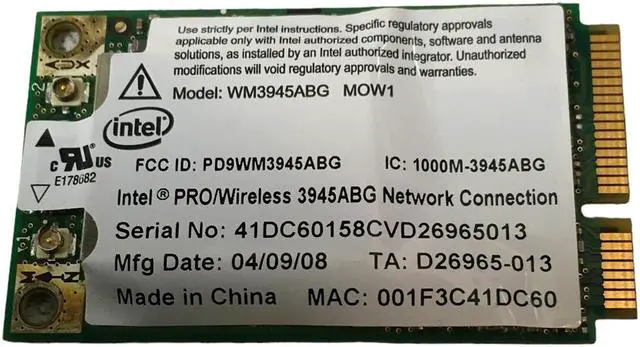 Use strictly per Intel instructions. Specific regulatory approvals
applicable only with Intel authorized components, software and antenna
solutions, as installed by an Intel authorized integrator. Unauthorized
modifications will void regulatory approvals and warranties.
Model: WM3945ABG MOW1
intel
2
c RU US
E178682
FCC ID: PD9WM3945ABG IC: 1000M-3945ABG
Intel® PRO/Wireless 3945ABG Network Connection
Serial No: 41DC60158CVD26965013
Mfg Date: 04/09/08 TA: D26965-013
Made in China MAC: 001F3C41DC60